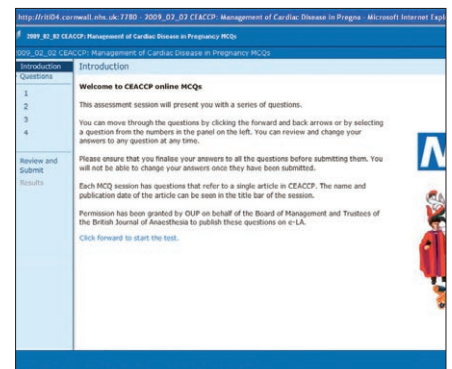 http://riti04.cornwall.nhs.uk:7780 - 2009_02_02 CEACCP: Management of Cardiac Disease in Pregna - Microsoft Internet Expl
2009_02_02 CEACCP: Management of Cardiac Disease in Pregnancy MCQs
2009_02_02 CEACCP: Management of Cardiac Disease in Pregnancy MCQs
Introduction
Questions
1
2
3
4
Review and
Submit
Results
Introduction
Welcome to CEACCP online MCQs
This assessment session will present you with a series of questions.
You can move through the questions by clicking the forward and back arrows or by selecting
a question from the numbers in the panel on the left. You can review and change your
answers to any question at any time.
Please ensure that you finalise your answers to all the questions before submitting them. You
will not be able to change your answers once they have been submitted.
Each MCQ session has questions that refer to a single article in CEACCP. The name and
publication date of the article can be seen in the title bar of the session.
Permission has been granted by OUP on behalf of the Board of Management and Trustees of
the British Journal of Anaesthesia to publish these questions on e-LA.
Click forward to start the test.
N